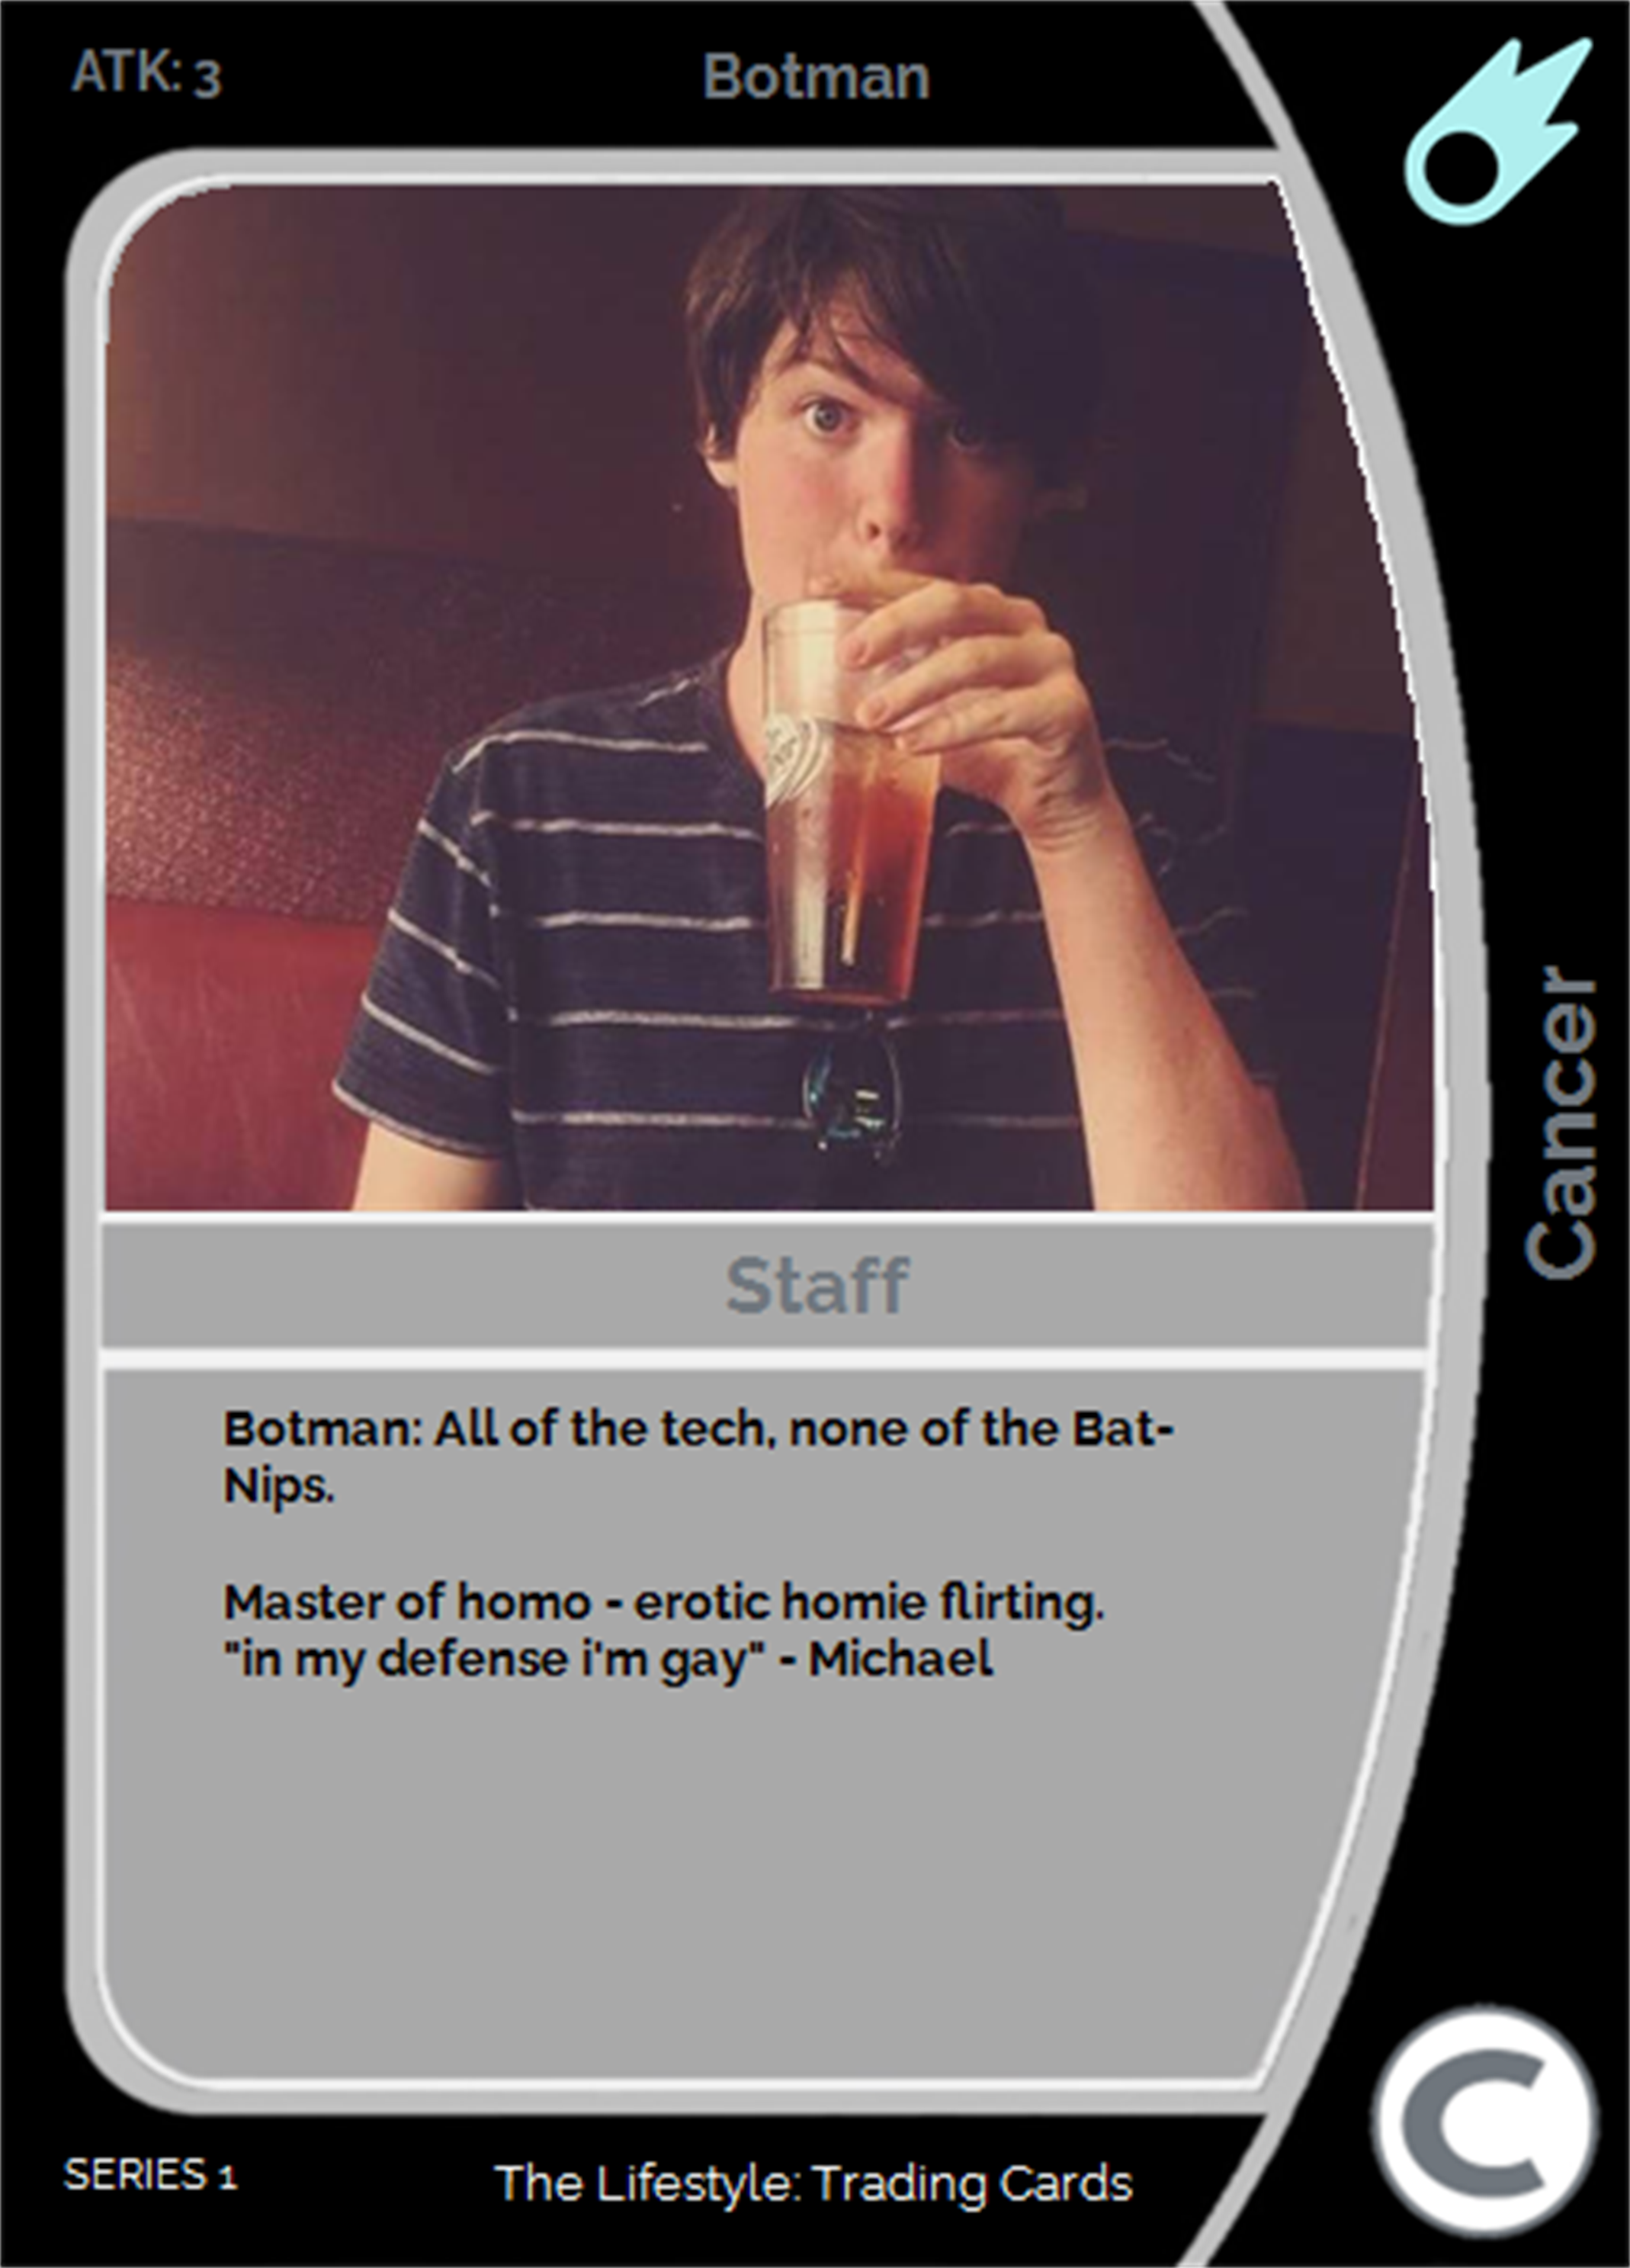 ATK: 3
Botman
Cancer
Staff
Botman: All of the tech, none of the Bat-
Nips.
Master of homo - erotic homie flirting.
"in my defense i'm gay" - Michael
C
SERIES 1
The Lifestyle: Trading Cards